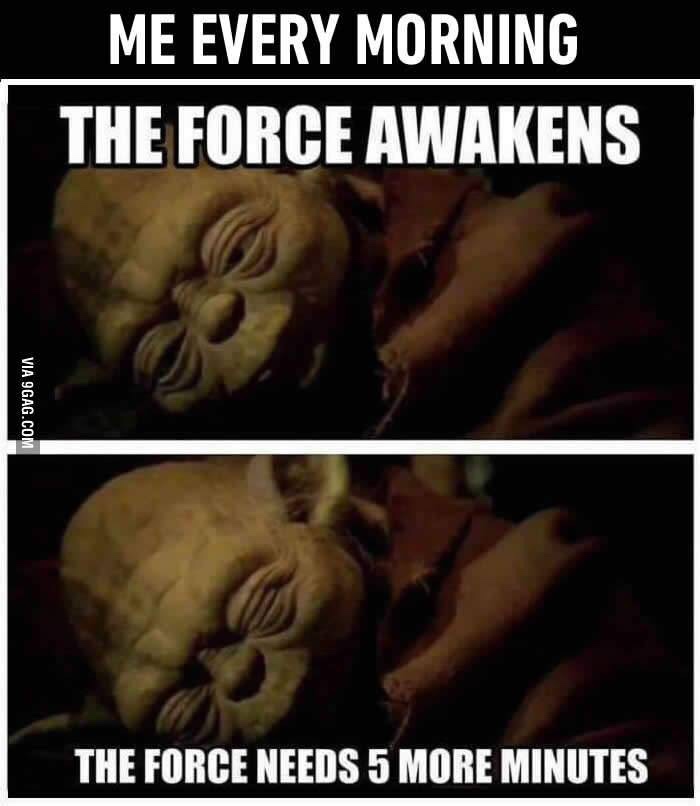 ME EVERY MORNING
THE FORCE AWAKENS
VIA 9GAG.COM
THE FORCE NEEDS 5 MORE MINUTES